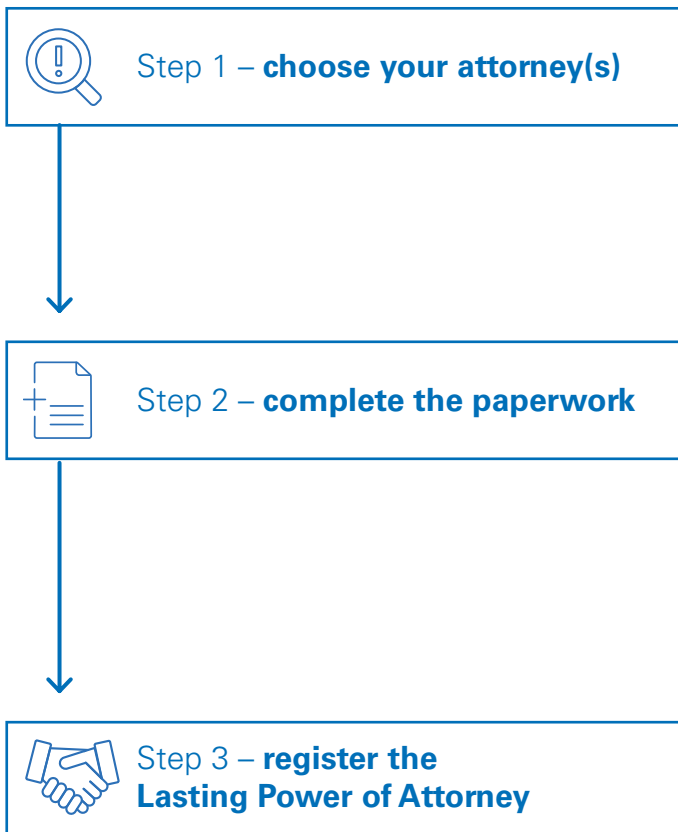 Step 1 – choose your attorney(s)
Step 2 – complete the paperwork
Step 3 – register the
Lasting Power of Attorney